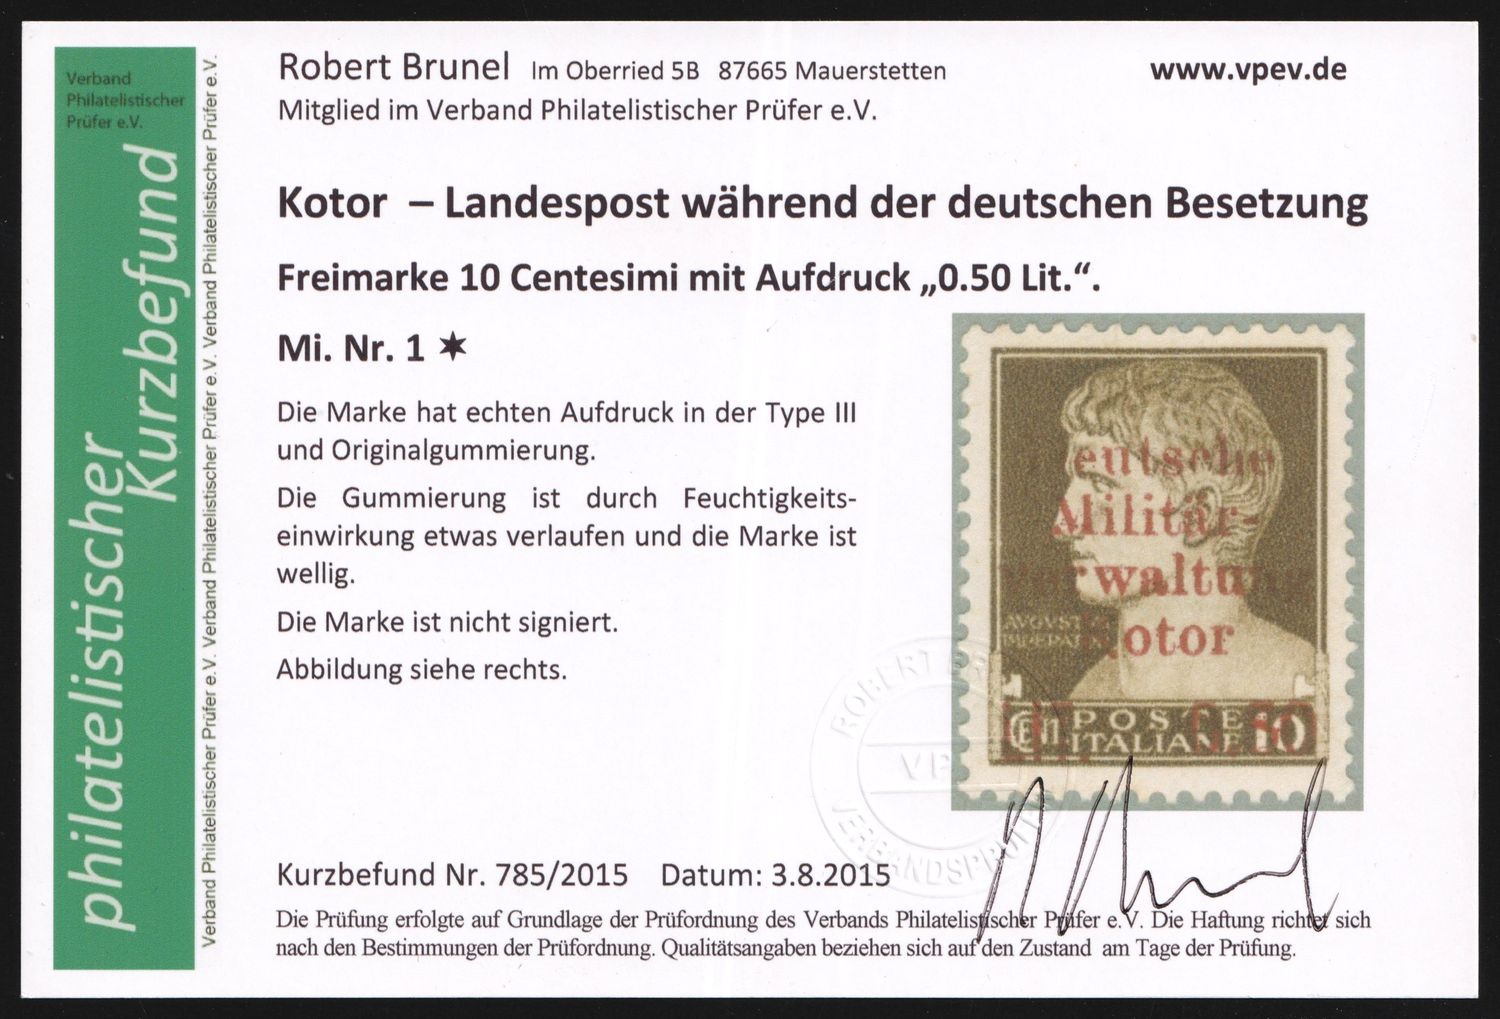 Verband
Philatelistischer
Prüfer e.V.
philatelistischer
Kurzbefund
Verband Philatelistischer Prüfer e.V. Verband Philatelistischer Prüfer e.V. Verband Philatelistischer Prüfer e.V. Verband Philatelistischer Prüfer e.V.
Robert Brunel Im Oberried 5B 87665 Mauerstetten
www.vpev.de
Mitglied im Verband Philatelistischer Prüfer e.V.
Kotor – Landespost während der deutschen Besetzung
Freimarke 10 Centesimi mit Aufdruck „0.50 Lit.“.
Mi. Nr. 1 ✶
Die Marke hat echten Aufdruck in der Type III
und Originalgummierung.
Die Gummierung ist durch Feuchtigkeits-
einwirkung etwas verlaufen und die Marke ist
wellig.
Die Marke ist nicht signiert.
Abbildung siehe rechts.
Deutsche
Militär-
verwaltung
Kotor
POSTE
ITALIANE
10
ROBERT
VP
VERBANDSPRÜFER
Kurzbefund Nr. 785/2015 Datum: 3.8.2015
Die Prüfung erfolgte auf Grundlage der Prüfordnung des Verbands Philatelistischer Prüfer e.V. Die Haftung richtet sich
nach den Bestimmungen der Prüfordnung. Qualitätsangaben beziehen sich auf den Zustand am Tage der Prüfung.